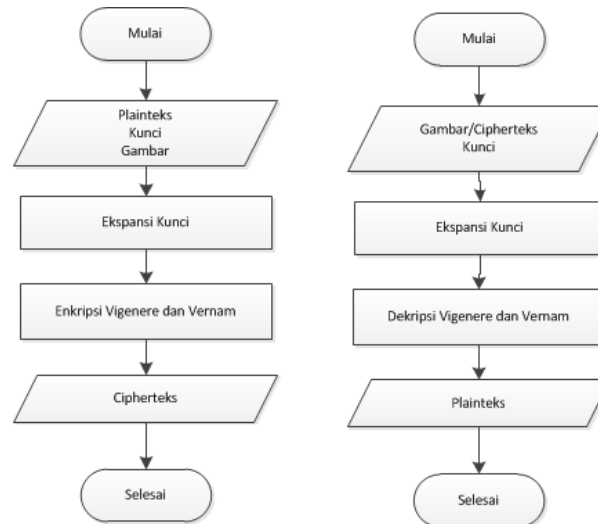 Mulai
Plainteks
Kunci
Gambar
Ekspansi Kunci
Enkripsi Vigenere dan Vernam
Cipherteks
Selesai
Mulai
Gambar/Cipherteks
Kunci
Ekspansi Kunci
Dekripsi Vigenere dan Vernam
Plainteks
Selesai